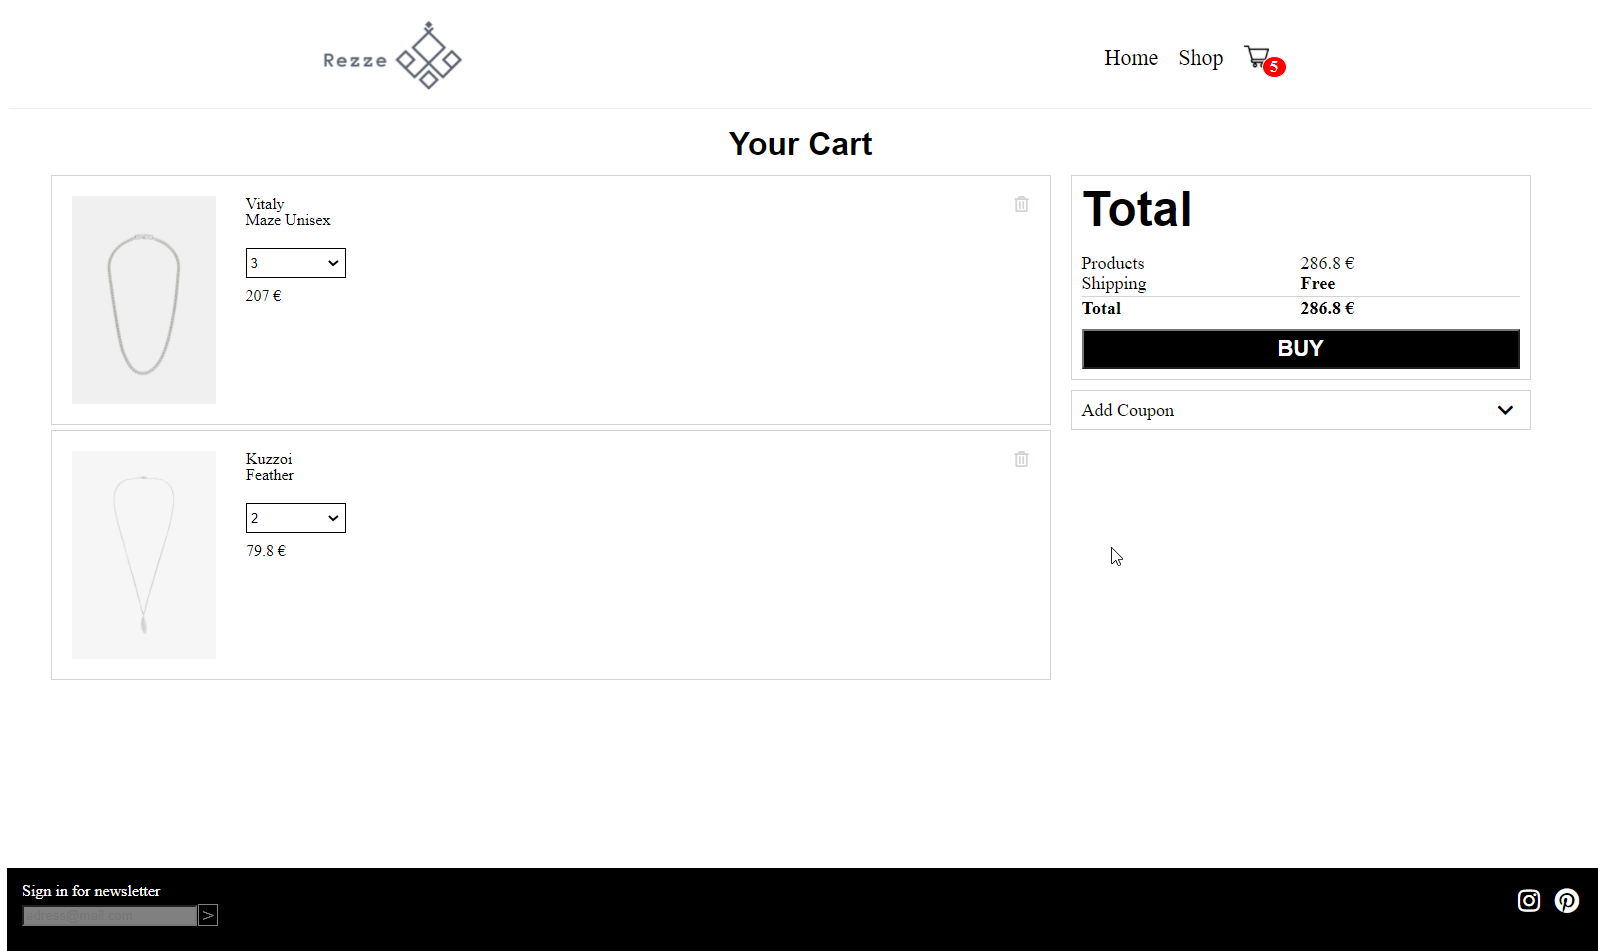 Rezze
Home Shop 5
Your Cart
Vitaly
Maze Unisex
3
207 €
Kuzzoi
Feather
2
79.8 €
Total
Products 286.8 €
Shipping Free
Total 286.8 €
BUY
Add Coupon
Sign in for newsletter
adress@mail.com >